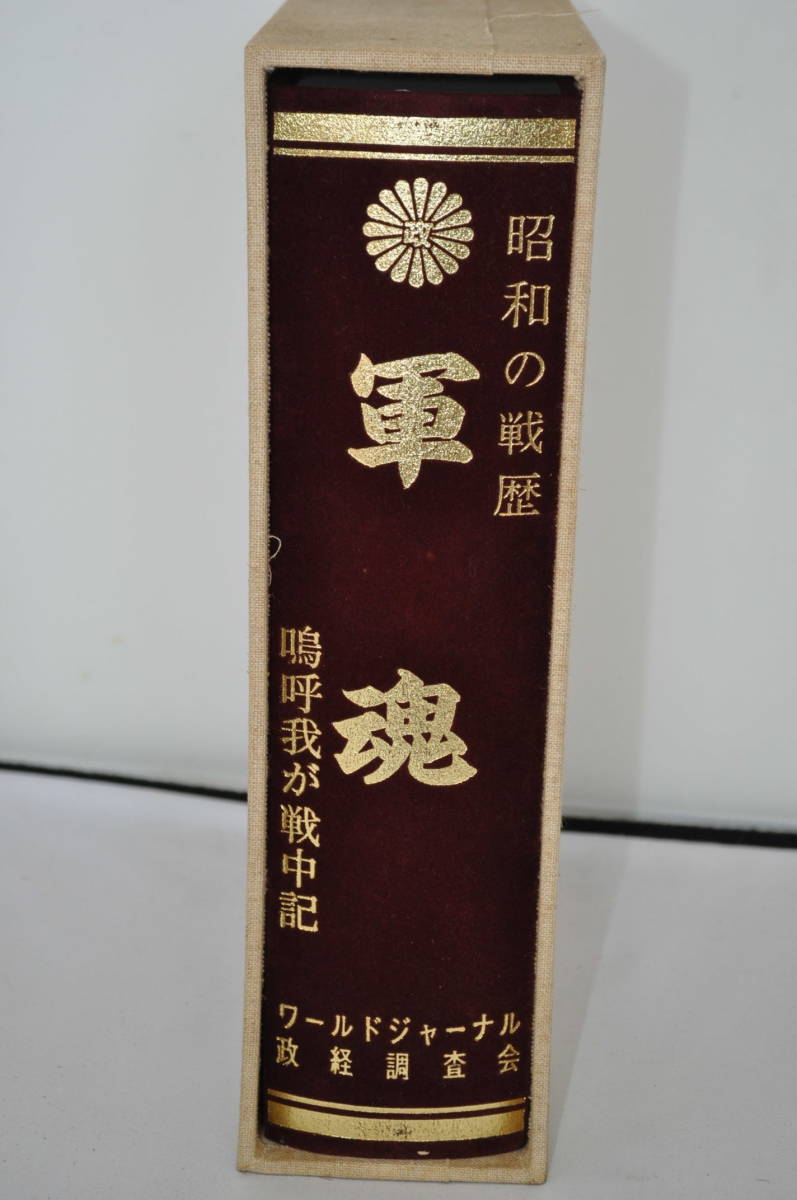 昭和の戦歴
軍魂
嗚呼我が戦中記
ワールドジャーナル
政経調査会